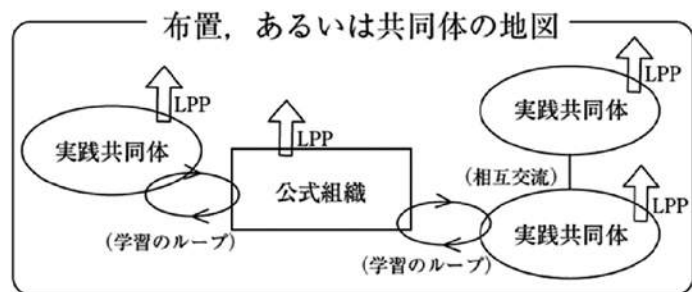 布置，あるいは共同体の地図
LPP
実践共同体
(学習のループ)
LPP
公式組織
(学習のループ)
LPP
実践共同体
(相互交流)
LPP
実践共同体